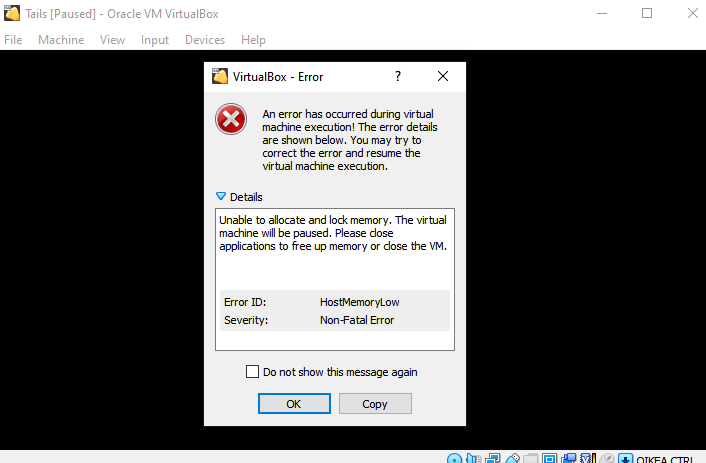 Tails [Paused] - Oracle VM VirtualBox
File Machine View Input Devices Help
VirtualBox - Error ?
An error has occurred during virtual
machine execution! The error details
are shown below. You may try to
correct the error and resume the
virtual machine execution.
Details
Unable to allocate and lock memory. The virtual
machine will be paused. Please close
applications to free up memory or close the VM.
Error ID: HostMemoryLow
Severity: Non-Fatal Error
Do not show this message again
OK Copy